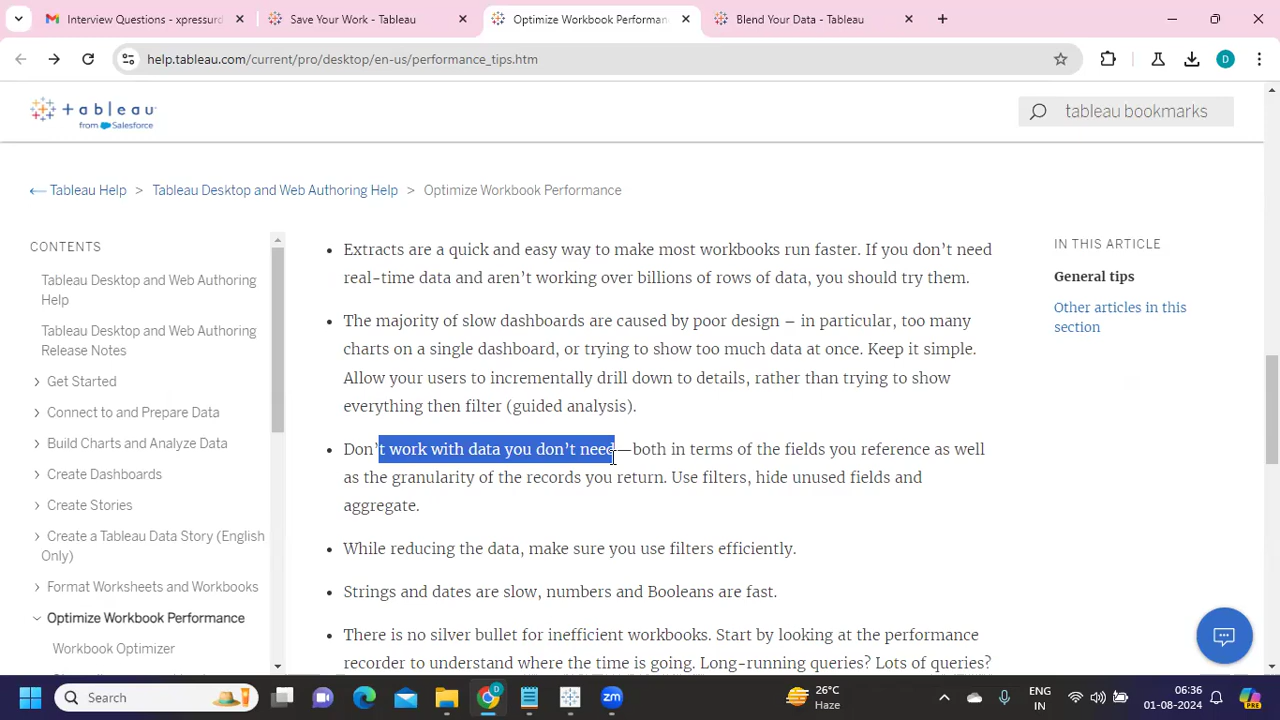 Interview Questions - xpressurd
Save Your Work - Tableau
Optimize Workbook Performan
Blend Your Data - Tableau
help.tableau.com/current/pro/desktop/en-us/performance_tips.htm
D
+ a b l e a u
from Salesforce
tableau bookmarks
Tableau Help > Tableau Desktop and Web Authoring Help > Optimize Workbook Performance
CONTENTS
Tableau Desktop and Web Authoring
Help
Tableau Desktop and Web Authoring
Release Notes
Get Started
Connect to and Prepare Data
Build Charts and Analyze Data
Create Dashboards
Create Stories
Create a Tableau Data Story (English
Only)
Format Worksheets and Workbooks
Optimize Workbook Performance
Workbook Optimizer
• Extracts are a quick and easy way to make most workbooks run faster. If you don’t need
real-time data and aren’t working over billions of rows of data, you should try them.
• The majority of slow dashboards are caused by poor design – in particular, too many
charts on a single dashboard, or trying to show too much data at once. Keep it simple.
Allow your users to incrementally drill down to details, rather than trying to show
everything then filter (guided analysis).
• Don’t work with data you don’t need—both in terms of the fields you reference as well
as the granularity of the records you return. Use filters, hide unused fields and
aggregate.
• While reducing the data, make sure you use filters efficiently.
• Strings and dates are slow, numbers and Booleans are fast.
• There is no silver bullet for inefficient workbooks. Start by looking at the performance
recorder to understand where the time is going. Long-running queries? Lots of queries?
IN THIS ARTICLE
General tips
Other articles in this
section
Search
zm
26°C
Haze
ENG
IN
06:36
01-08-2024
PRE